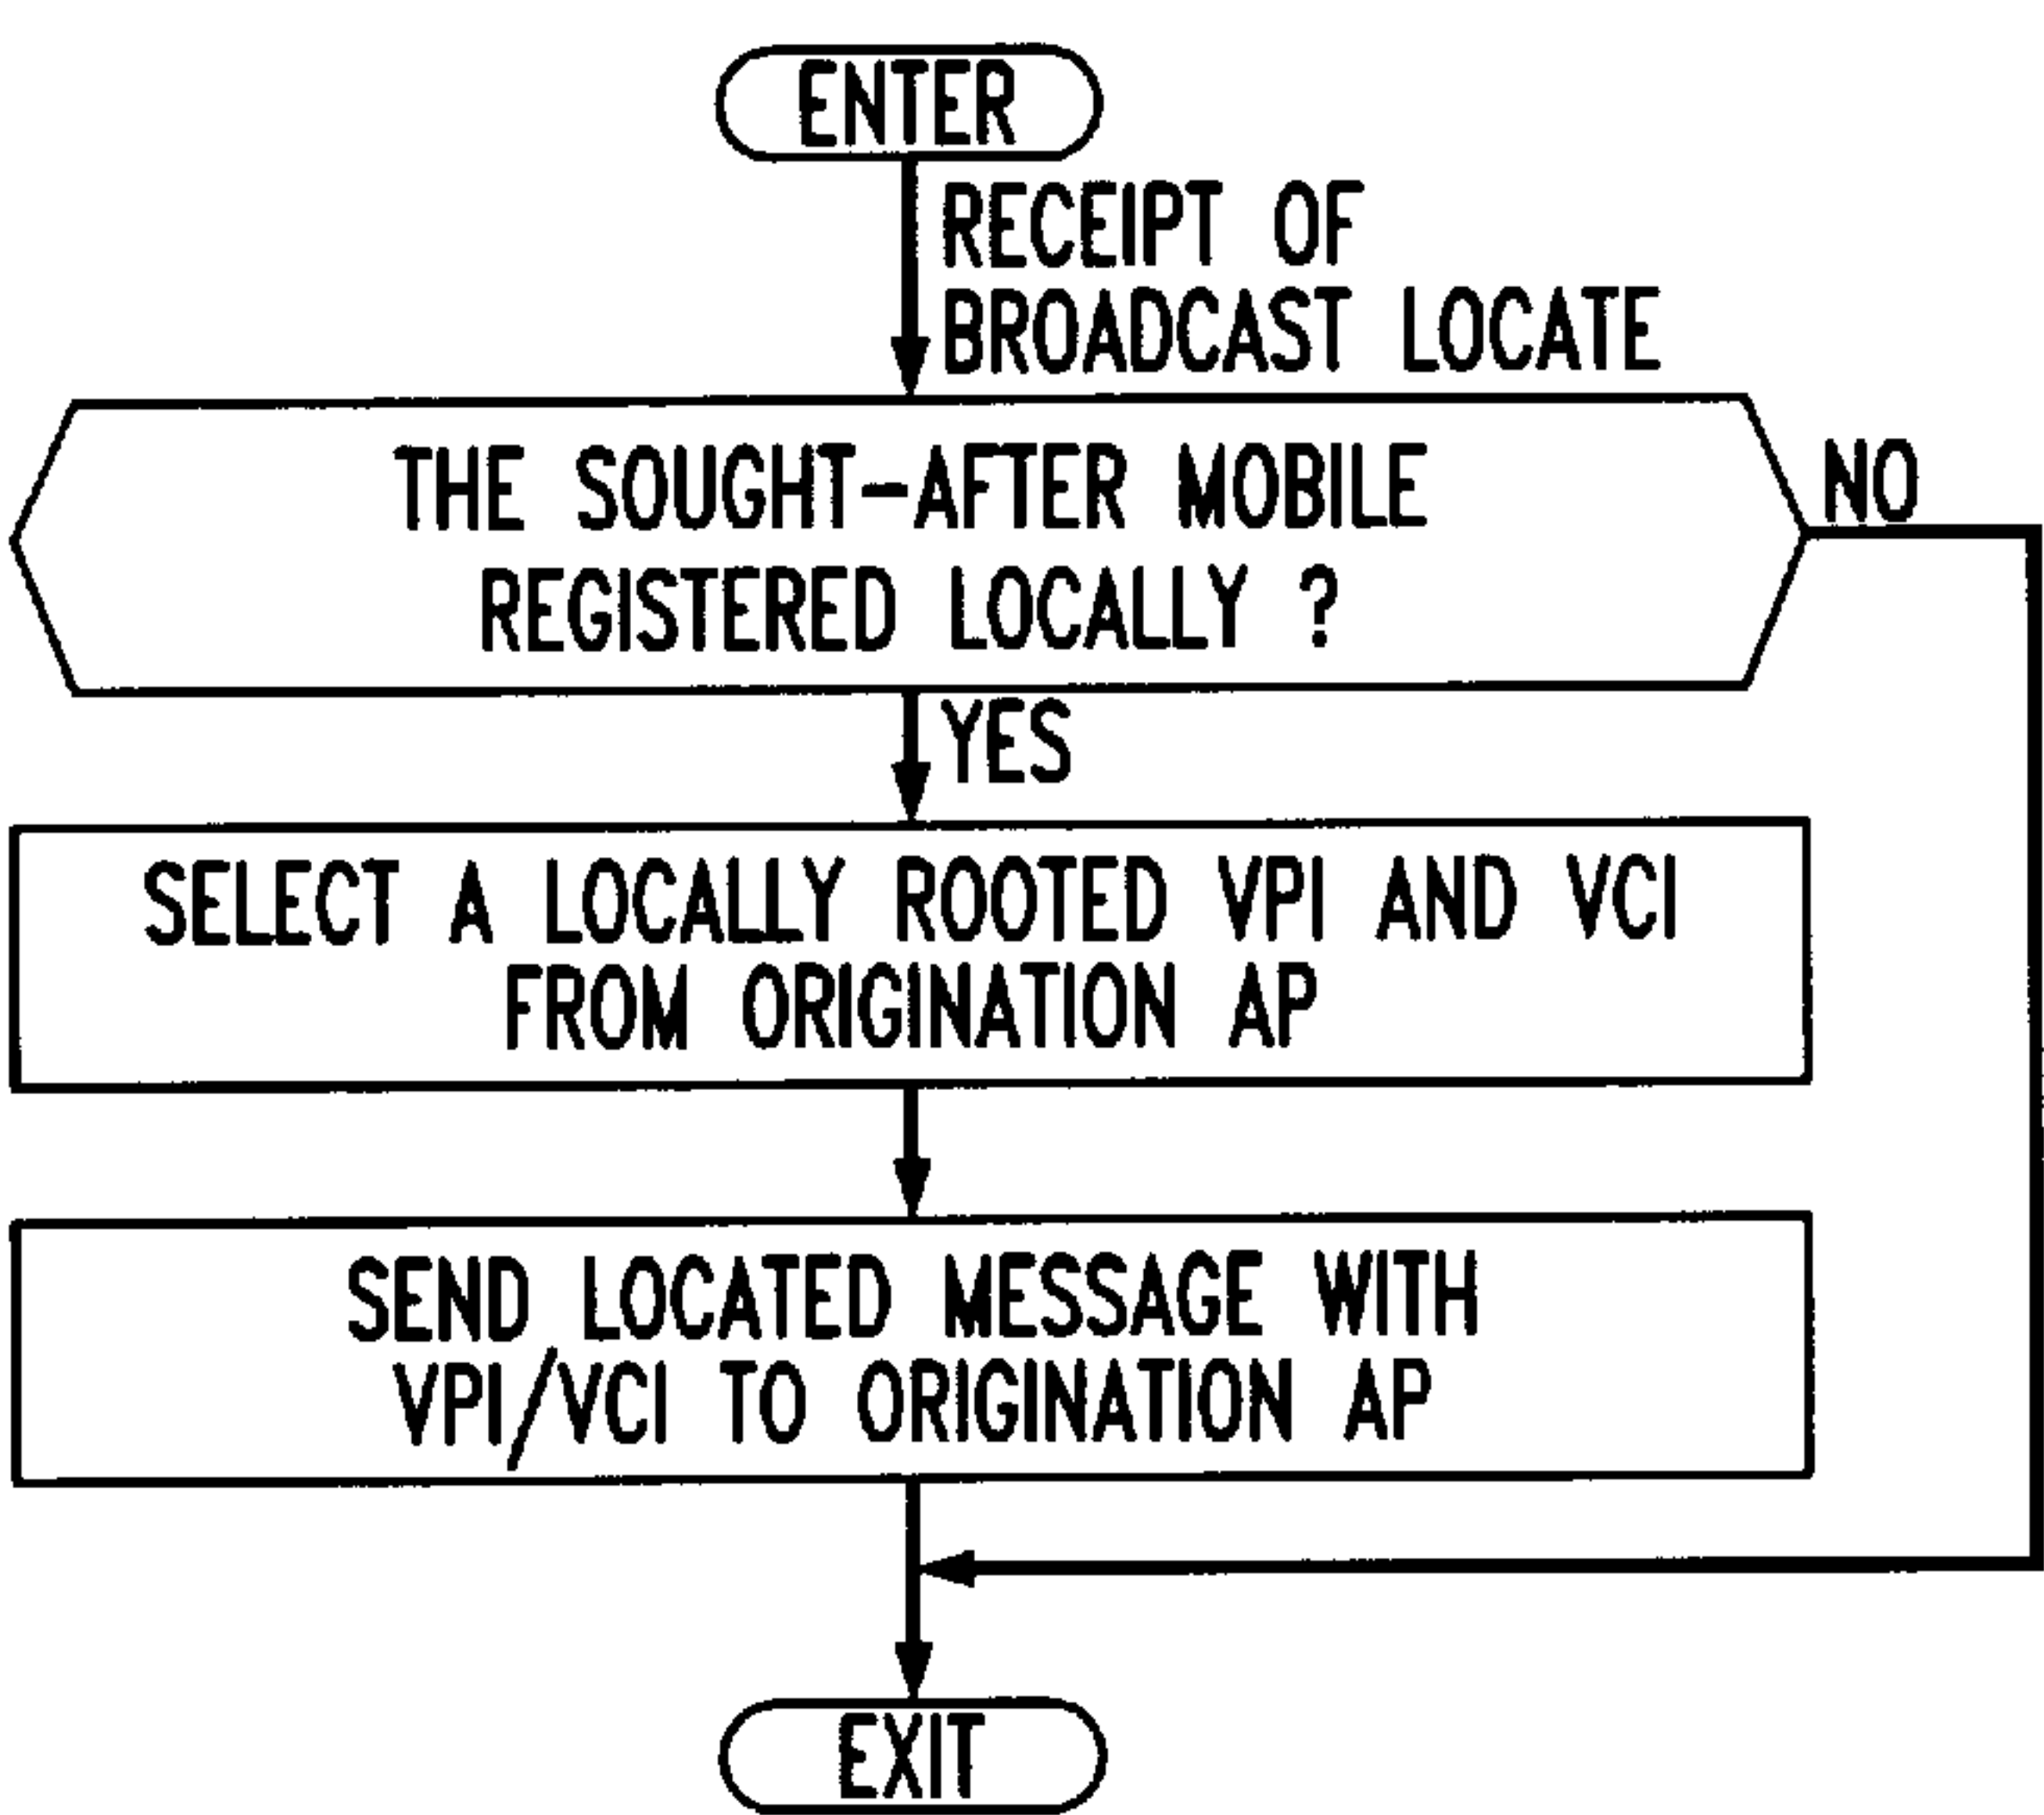 ENTER
RECEIPT OF
BROADCAST LOCATE
THE SOUGHT-AFTER MOBILE
REGISTERED LOCALLY ?
NO
YES
SELECT A LOCALLY ROOTED VPI AND VCI
FROM ORIGINATION AP
SEND LOCATED MESSAGE WITH
VPI/VCI TO ORIGINATION AP
EXIT